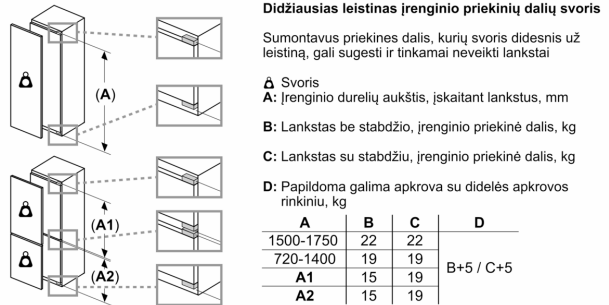 Didžiausias leistinas įrenginio priekinių dalių svoris
Sumontavus priekines dalis, kurių svoris didesnis už
leistiną, gali sugesti ir tinkamai neveikti lankstai
Svoris
A: Įrenginio durelių aukštis, įskaitant lankstus, mm
B: Lankstas be stabdžio, įrenginio priekinė dalis, kg
C: Lankstas su stabdžiu, įrenginio priekinė dalis, kg
D: Papildoma galima apkrova su didelės apkrovos
rinkiniu, kg
A B C D
1500-1750 22 22
720-1400 19 19
B+5 / C+5
A1 15 19
A2 15 19
(A)
(A1)
(A2)